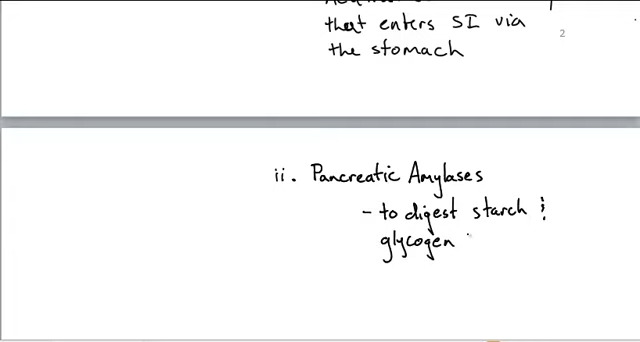 that enters SI via
2
the stomach
ii. Pancreatic Amylases
- to digest starch &
glycogen